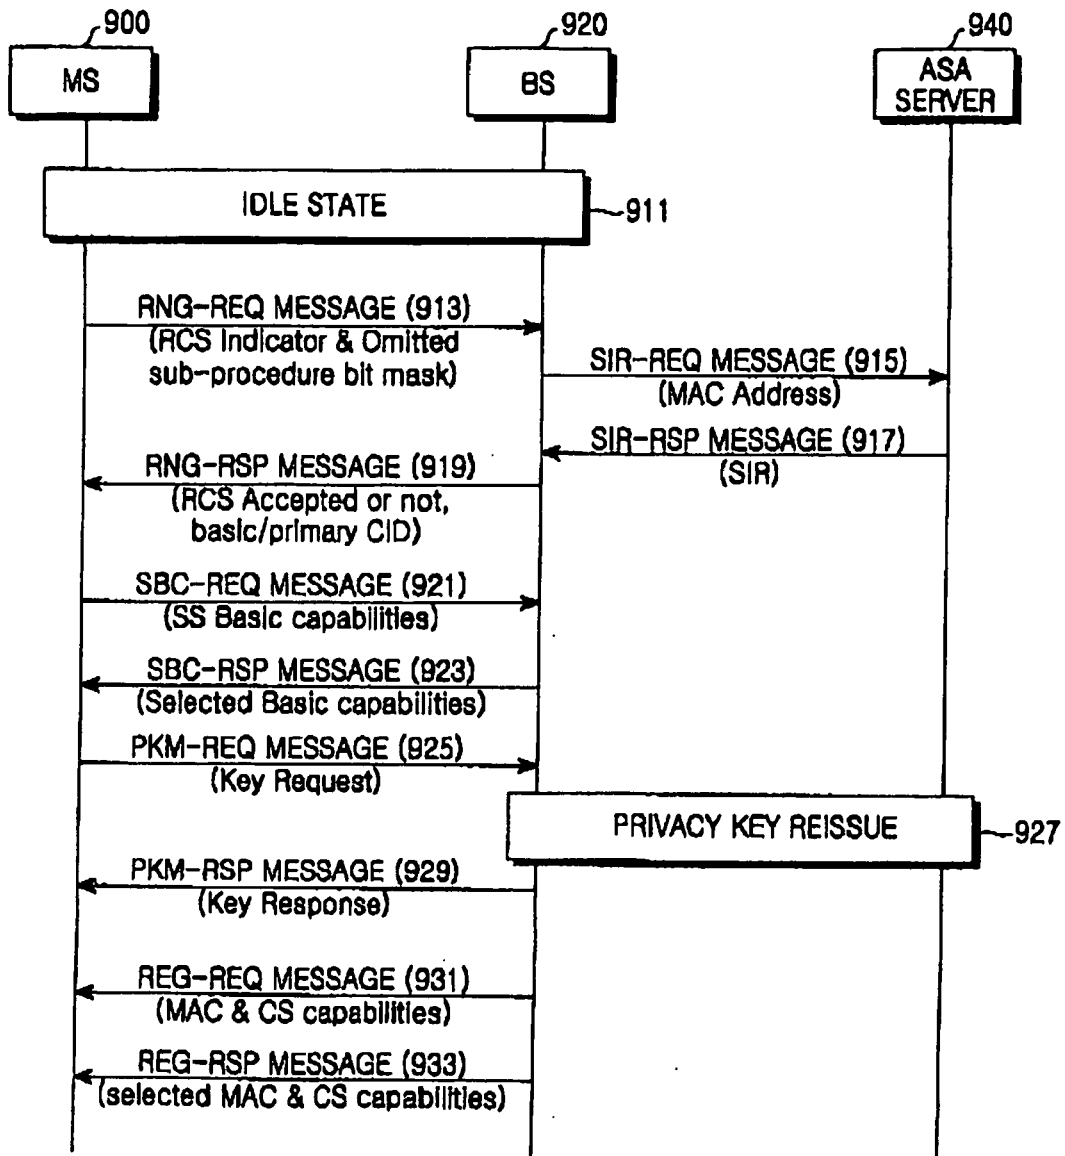 900
920
940
MS
BS
ASA
SERVER
IDLE STATE
911
RNG-REQ MESSAGE (913)
(RCS Indicator & Omitted
sub-procedure bit mask)
SIR-REQ MESSAGE (915)
(MAC Address)
SIR-RSP MESSAGE (917)
(SIR)
RNG-RSP MESSAGE (919)
(RCS Accepted or not,
basic/primary CID)
SBC-REQ MESSAGE (921)
(SS Basic capabilities)
SBC-RSP MESSAGE (923)
(Selected Basic capabilities)
PKM-REQ MESSAGE (925)
(Key Request)
PRIVACY KEY REISSUE
927
PKM-RSP MESSAGE (929)
(Key Response)
REG-REQ MESSAGE (931)
(MAC & CS capabilities)
REG-RSP MESSAGE (933)
(selected MAC & CS capabilities)